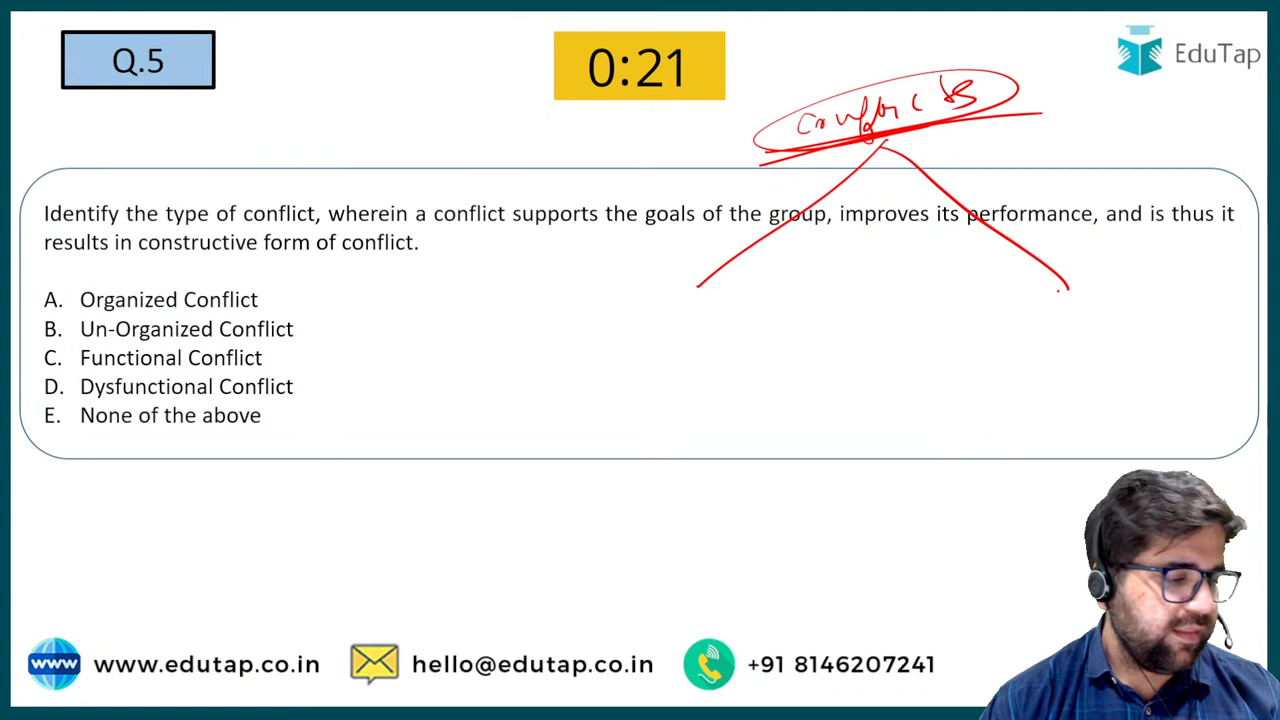 Q.5
0:21
EduTap
Conflicts
Identify the type of conflict, wherein a conflict supports the goals of the group, improves its performance, and is thus it
results in constructive form of conflict.
A. Organized Conflict
B. Un-Organized Conflict
C. Functional Conflict
D. Dysfunctional Conflict
E. None of the above
www www.edutap.co.in hello@edutap.co.in +91 8146207241